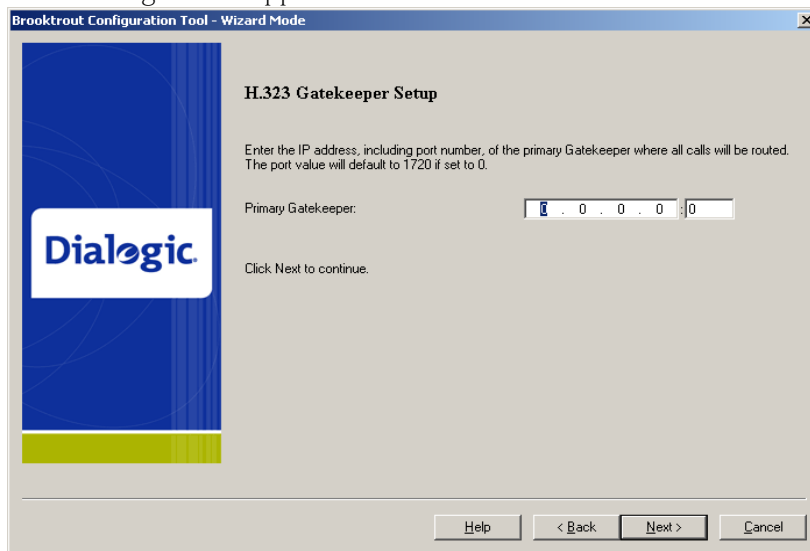 Brooktrout Configuration Tool - Wizard Mode
H.323 Gatekeeper Setup
Enter the IP address, including port number, of the primary Gatekeeper where all calls will be routed.
The port value will default to 1720 if set to 0.
Primary Gatekeeper: 0 . 0 . 0 . 0 : 0
Dialogic.
Click Next to continue.
Help < Back Next > Cancel